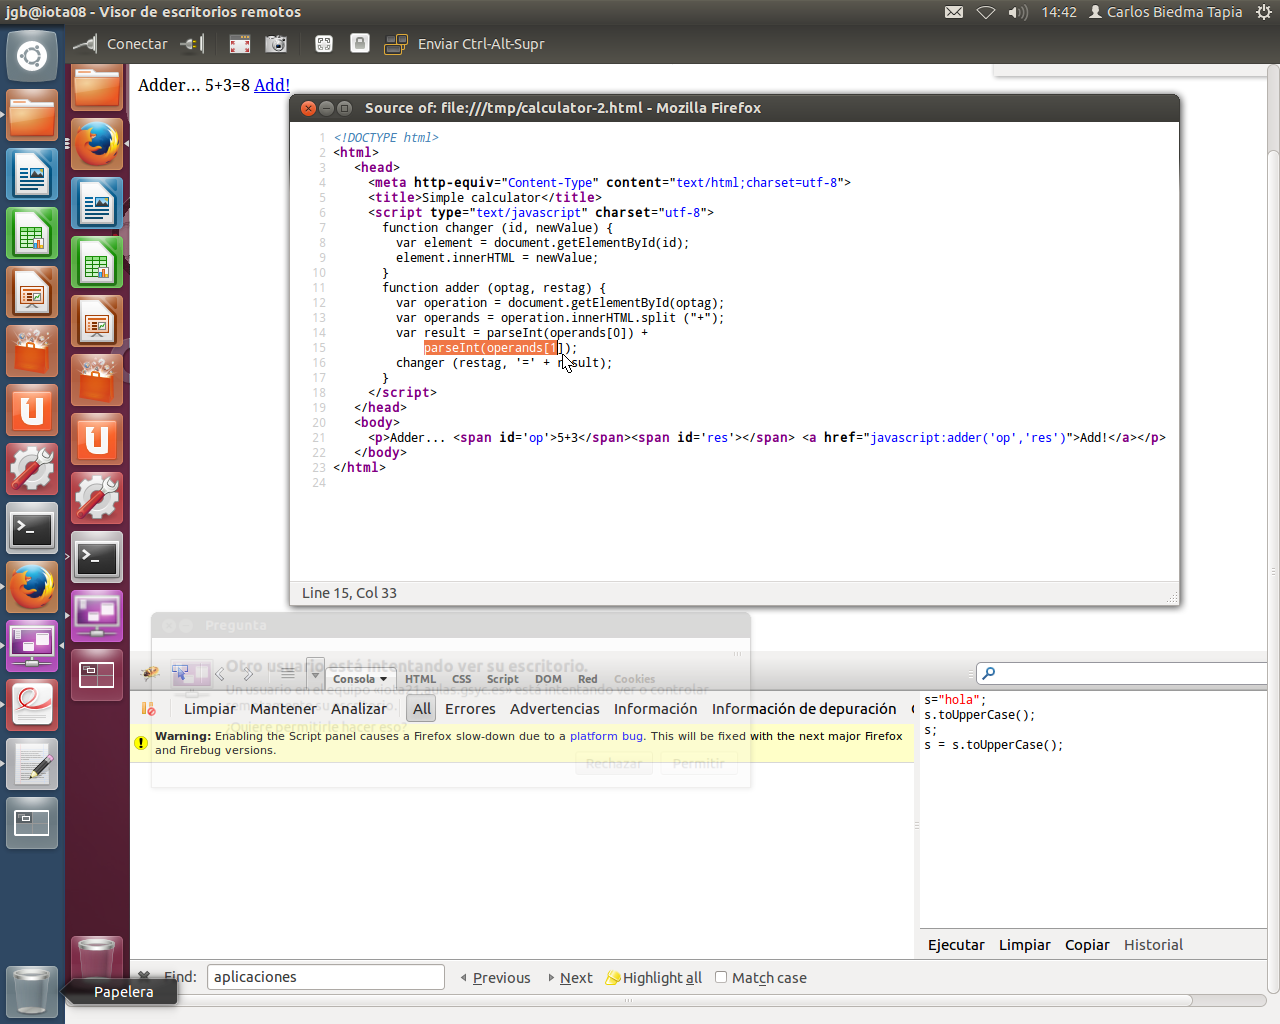 jgb@iota08 - Visor de escritorios remotos
14:42 Carlos Biedma Tapia
Conectar
Enviar Ctrl-Alt-Supr
Adder... 5+3=8 Add!
Source of: file:///tmp/calculator-2.html - Mozilla Firefox
1 <!DOCTYPE html>
2 <html>
3 <head>
4 <meta http-equiv="Content-Type" content="text/html;charset=utf-8">
5 <title>Simple calculator</title>
6 <script type="text/javascript" charset="utf-8">
7 function changer (id, newValue) {
8 var element = document.getElementById(id);
9 element.innerHTML = newValue;
10 }
11 function adder (optag, restag) {
12 var operation = document.getElementById(optag);
13 var operands = operation.innerHTML.split ("+");
14 var result = parseInt(operands[0]) +
15 parseInt(operands[1]);
16 changer (restag, '=' + result);
17 }
18 </script>
19 </head>
20 <body>
21 <p>Adder... <span id='op'>5+3</span><span id='res'></span> <a href="javascript:adder('op','res')">Add!</a></p>
22 </body>
23 </html>
24
Line 15, Col 33
Pregunta
Otro usuario está intentando ver su escritorio.
Un usuario en el equipo «iota21.aulas.gsyc.es» está intentando ver o controlar
remotamente su escritorio.
¿Quiere permitirle hacer eso?
Rechazar Permitir
Consola HTML CSS Script DOM Red Cookies
Limpiar Mantener Analizar All Errores Advertencias Información Información de depuración
Warning: Enabling the Script panel causes a Firefox slow-down due to a platform bug. This will be fixed with the next major Firefox
and Firebug versions.
s="hola";
s.toUpperCase();
s;
s = s.toUpperCase();
Ejecutar Limpiar Copiar Historial
Find: aplicaciones Previous Next Highlight all Match case
Papelera